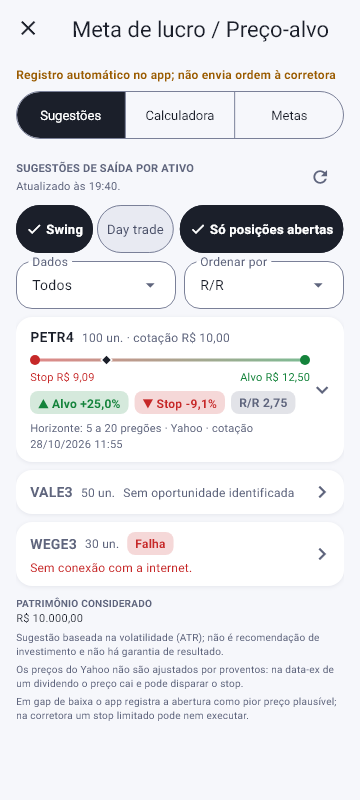 Meta de lucro / Preço-alvo
Registro automático no app; não envia ordem à corretora
Sugestões
Calculadora
Metas
SUGESTÕES DE SAÍDA POR ATIVO
Atualizado às 19:40.
Swing
Day trade
Só posições abertas
Dados
Todos
Ordenar por
R/R
PETR4 100 un. · cotação R$ 10,00
Stop R$ 9,09
Alvo R$ 12,50
▲ Alvo +25,0%
▼ Stop -9,1%
R/R 2,75
Horizonte: 5 a 20 pregões · Yahoo · cotação
28/10/2026 11:55
VALE3 50 un. Sem oportunidade identificada
WEGE3 30 un. Falha
Sem conexão com a internet.
PATRIMÔNIO CONSIDERADO
R$ 10.000,00
Sugestão baseada na volatilidade (ATR); não é recomendação de
investimento e não há garantia de resultado.
Os preços do Yahoo não são ajustados por proventos: na data-ex de
um dividendo o preço cai e pode disparar o stop.
Em gap de baixa o app registra a abertura como pior preço plausível;
na corretora um stop limitado pode nem executar.